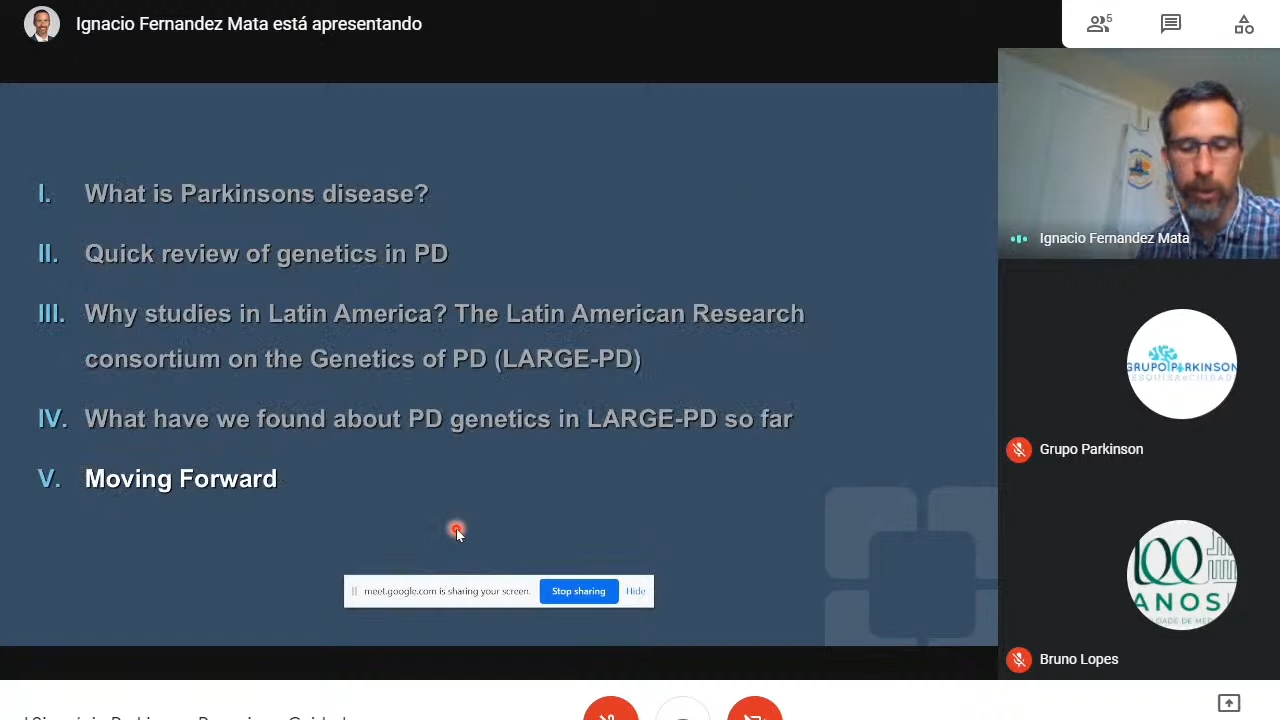 Ignacio Fernandez Mata está apresentando
5
I. What is Parkinsons disease?
II. Quick review of genetics in PD
III. Why studies in Latin America? The Latin American Research
consortium on the Genetics of PD (LARGE-PD)
IV. What have we found about PD genetics in LARGE-PD so far
V. Moving Forward
meet.google.com is sharing your screen. Stop sharing Hide
Ignacio Fernandez Mata
GRUPO PARKINSON
Grupo Parkinson
100
ANOS
Bruno Lopes